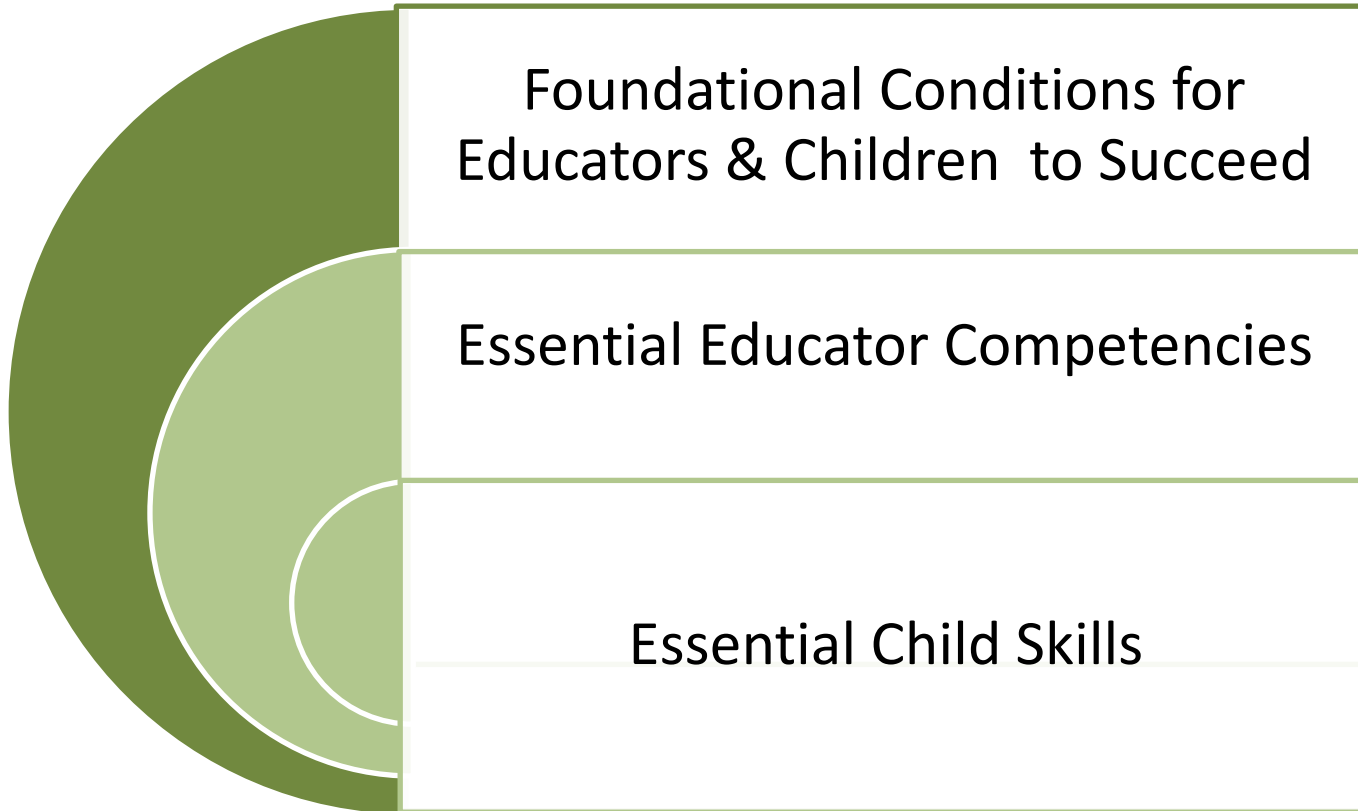 Foundational Conditions for
Educators & Children  to Succeed
Essential Educator Competencies
Essential Child Skills